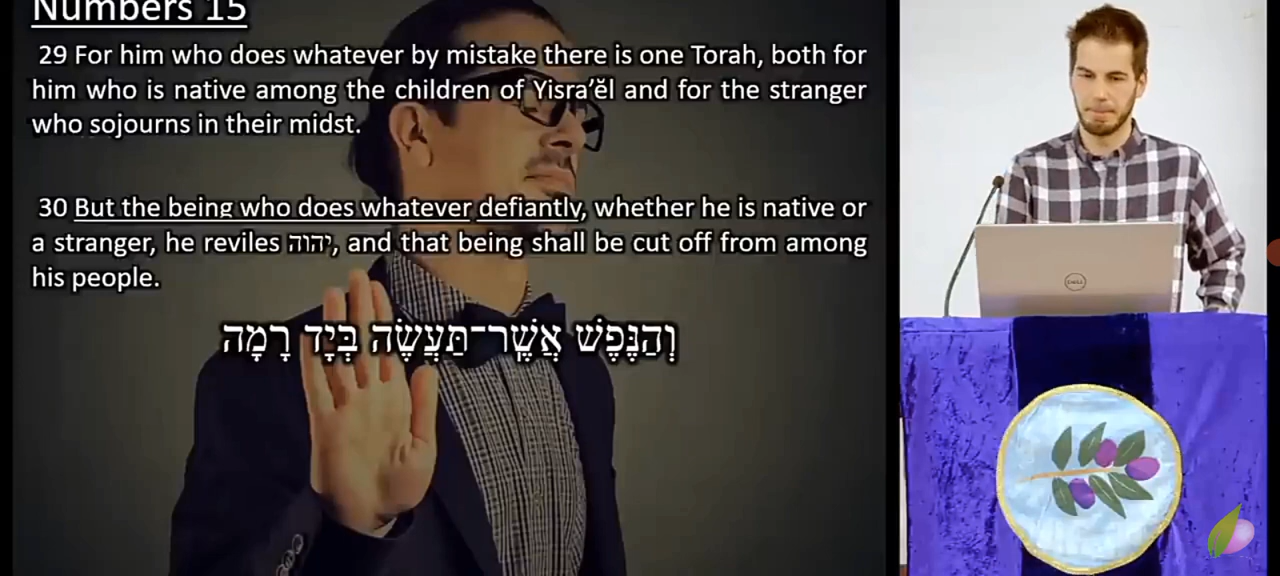 Numbers 15
29 For him who does whatever by mistake there is one Torah, both for
him who is native among the children of Yisra’ĕl and for the stranger
who sojourns in their midst.
30 But the being who does whatever defiantly, whether he is native or
a stranger, he reviles יהוה, and that being shall be cut off from among
his people.
וְהַנֶּפֶשׁ אֲשֶׁר־תַּעֲשֶׂה בְּיָד רָמָה
DELL